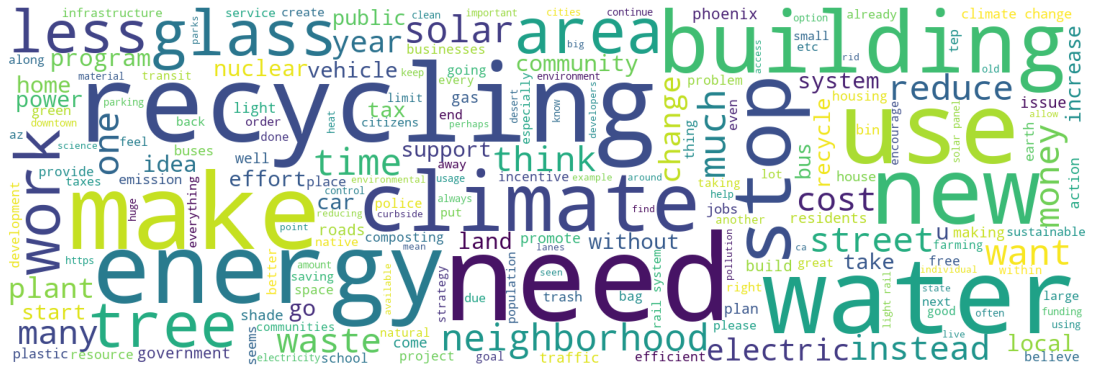 less
glass
recycling
area
building
stop
use
new
water
need
climate
energy
make
tree
work
infrastructure
service
create
public
solar
important
cities
continue
phoenix
option
already
climate change
along
program
parks
year
businesses
clean
big
small
etc
access
tep
rid
old
home
material
transit
nuclear
vehicle
keep
every
going
community
environment
problem
system
reduce
increase
power
green
downtown
parking
light
limit
tax
gas
end
especially
desert
know
developers
change
thing
much
even
housing
issue
az
science
feel
back
buses
order
done
heat
citizens
perhaps
support
away
bus
recycle
bin
encourage
solar panel
earth
allow
one
provide
taxes
idea
well
time
think
lot
house
money
action
emission
effort
place
environmental
usage
incentive
example
around
taking
help
jobs
cost
residents
development
everything
huge
control
reducing
car
police
curbside
always
put
find
another
making
sustainable
https
point
native
roads
composting
mean
land
promote
without
pollution
ca
build
great
street
u
farming
want
plant
better
amount
saving
space
available
strategy
lanes
seen
population
rail system
take
free
individual
within
start
go
due
trash
bag
right
plan
please
light rail
state
next
good
often
large
funding
using
many
shade
seems
communities
waste
natural
come
neighborhood
electric
instead
live
local
believe
plastic
resource
government
electricity
school
project
goal
traffic
efficient